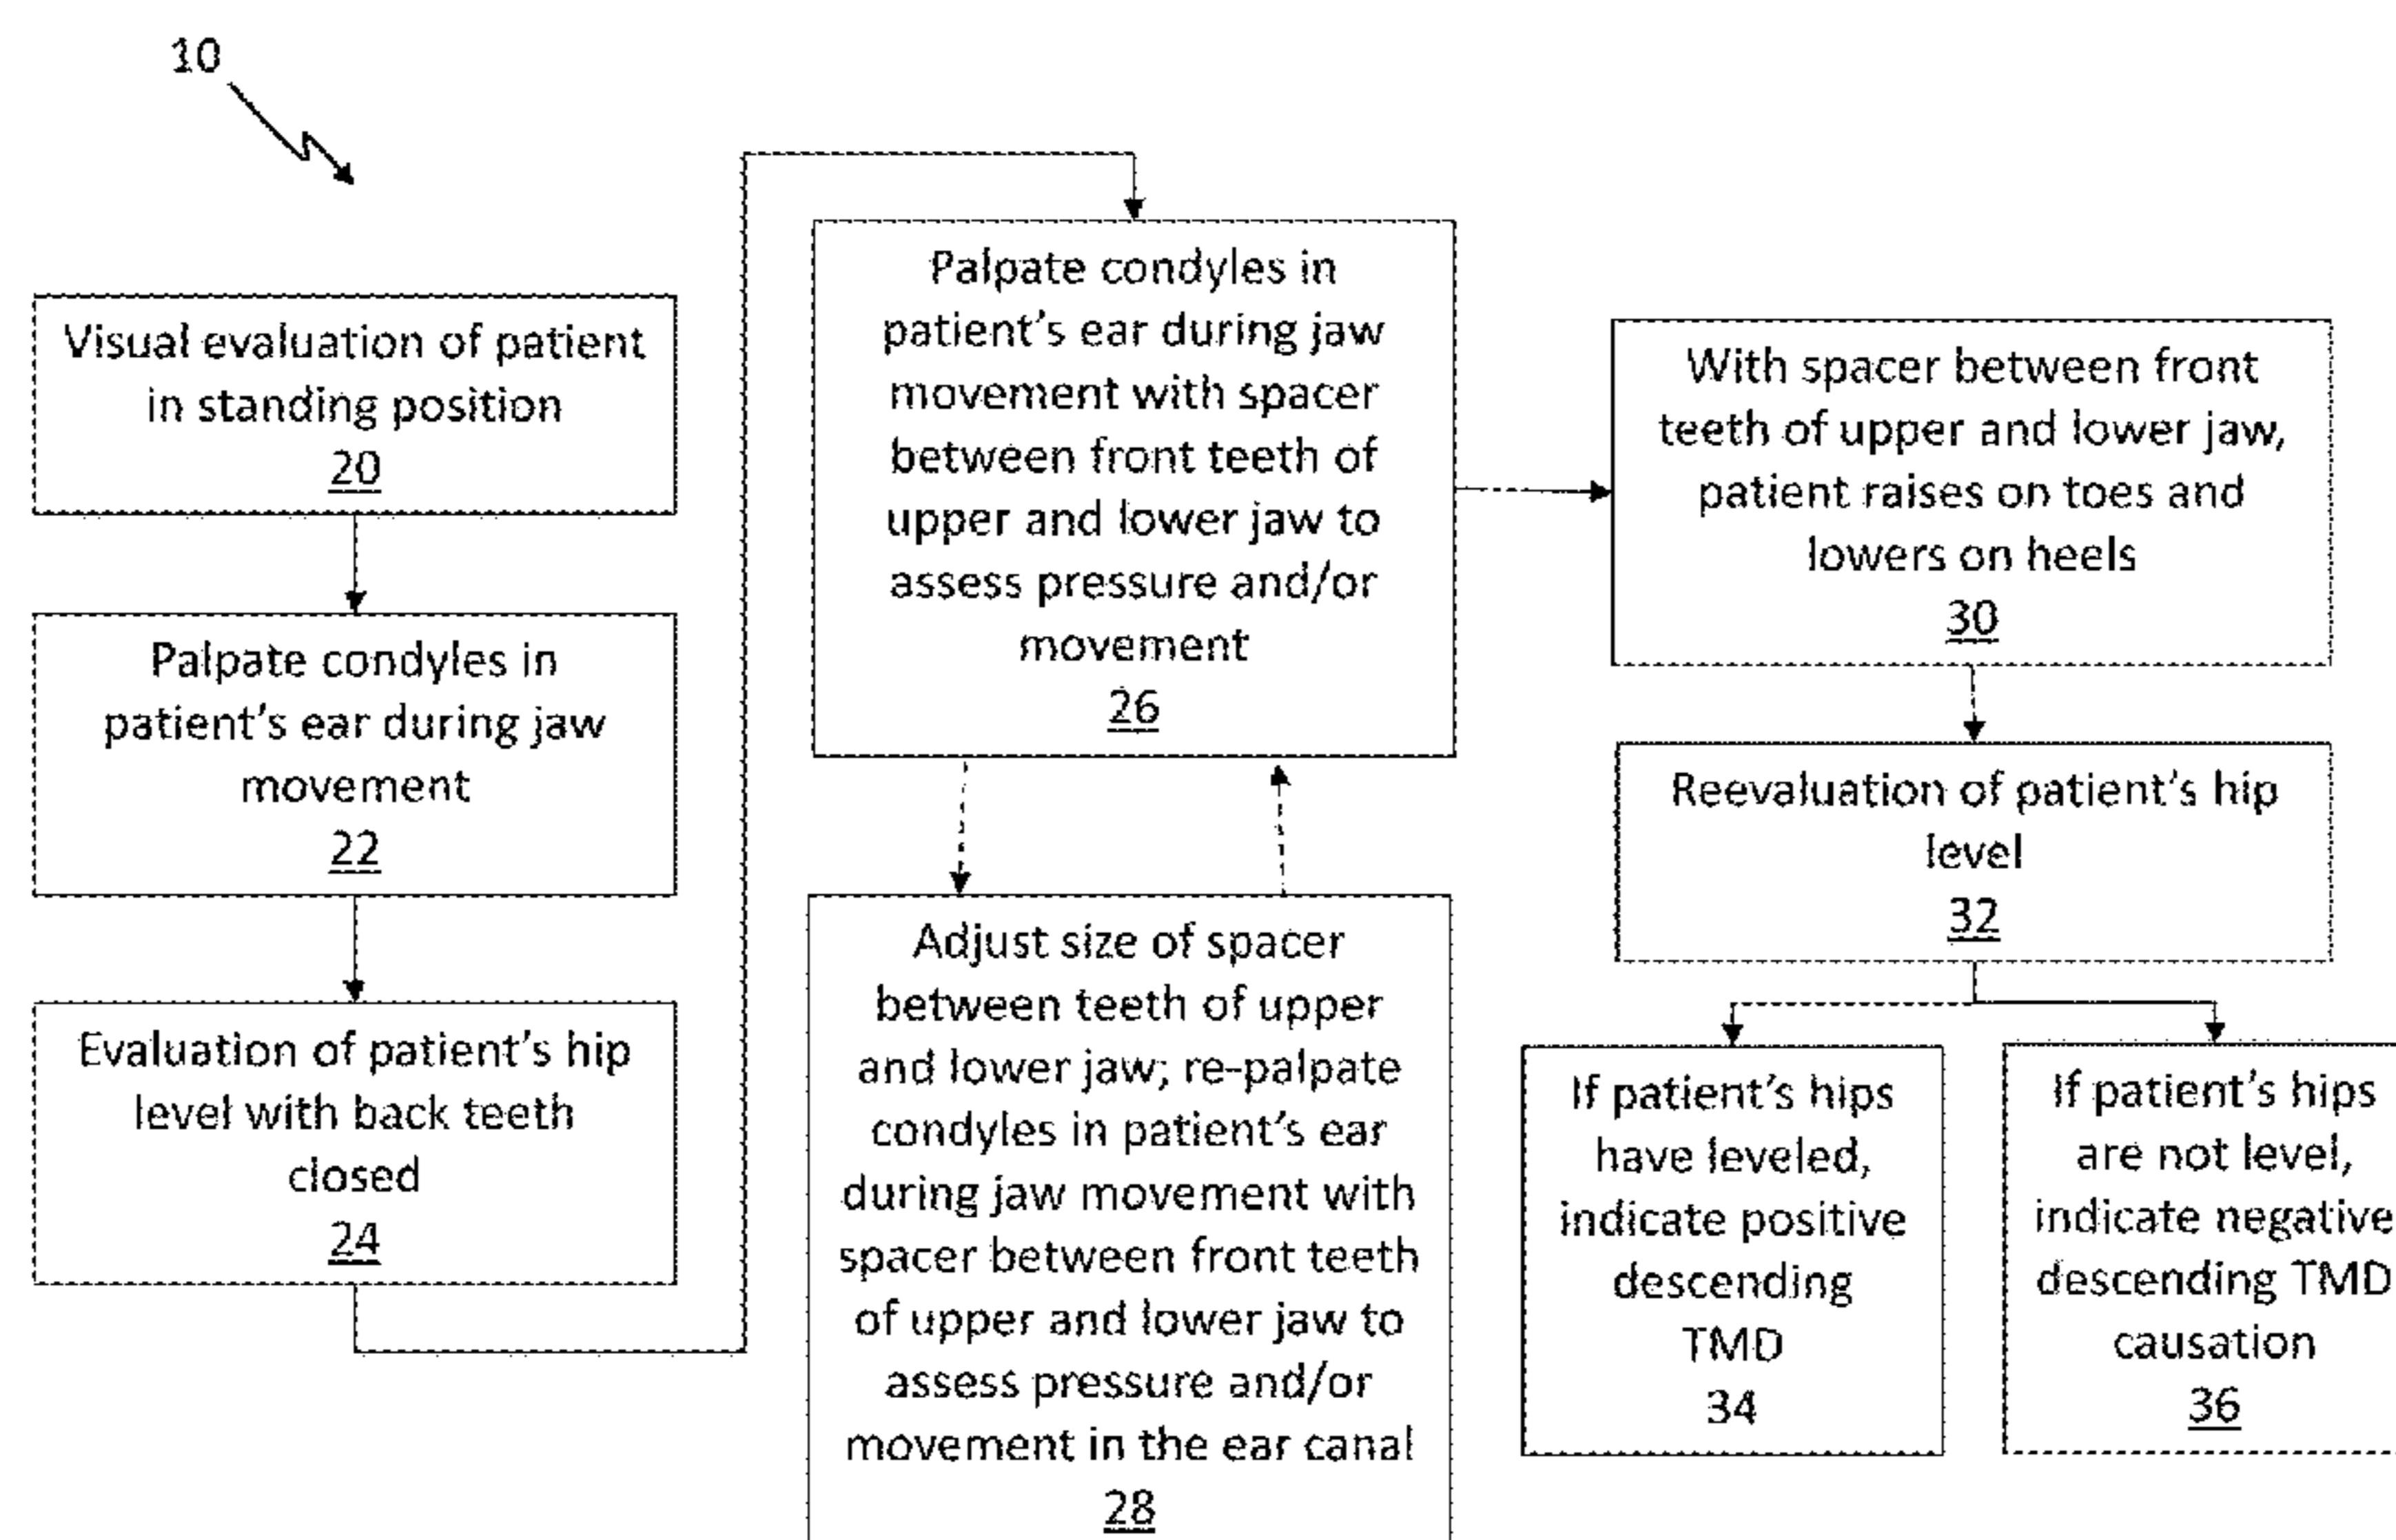 10
Visual evaluation of patient
in standing position
20
Palpate condyles in
patient's ear during jaw
movement
22
Evaluation of patient's hip
level with back teeth
closed
24
Palpate condyles in
patient's ear during jaw
movement with spacer
between front teeth of
upper and lower jaw to
assess pressure and/or
movement
26
Adjust size of spacer
between teeth of upper
and lower jaw; re-palpate
condyles in patient's ear
during jaw movement with
spacer between front teeth
of upper and lower jaw to
assess pressure and/or
movement in the ear canal
28
With spacer between front
teeth of upper and lower jaw,
patient raises on toes and
lowers on heels
30
Reevaluation of patient's hip
level
32
If patient's hips
have leveled,
indicate positive
descending
TMD
34
If patient's hips
are not level,
indicate negative
descending TMD
causation
36